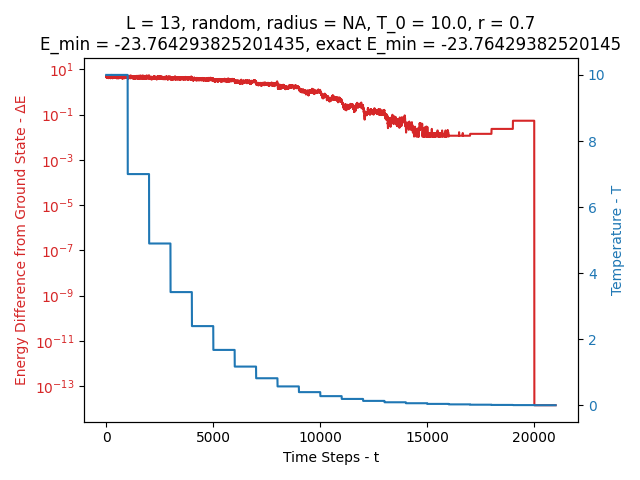 L = 13, random, radius = NA, T_0 = 10.0, r = 0.7
E_min = -23.764293825201435, exact E_min = -23.76429382520145
10¹
10⁻¹
10⁻³
10⁻⁵
10⁻⁷
10⁻⁹
10⁻¹¹
10⁻¹³
Energy Difference from Ground State - ΔE
10
8
6
4
2
0
Temperature - T
0 5000 10000 15000 20000
Time Steps - t